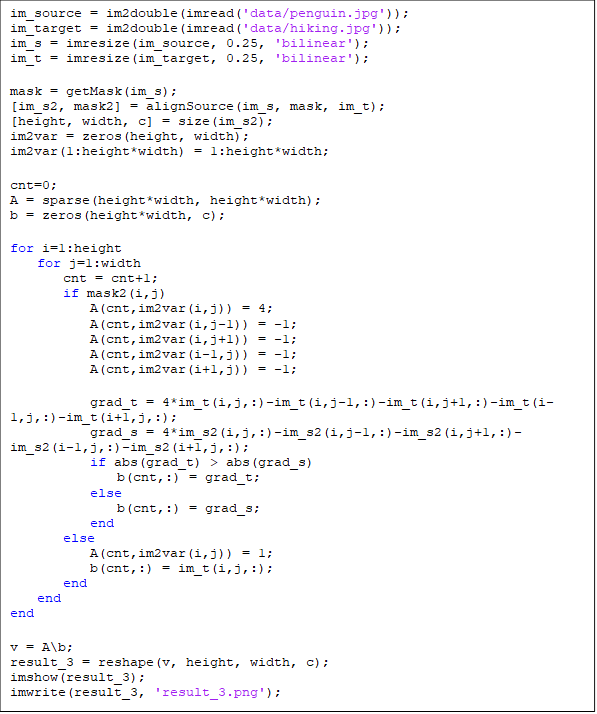 im_source = im2double(imread('data/penguin.jpg'));
im_target = im2double(imread('data/hiking.jpg'));
im_s = imresize(im_source, 0.25, 'bilinear');
im_t = imresize(im_target, 0.25, 'bilinear');

mask = getMask(im_s);
[im_s2, mask2] = alignSource(im_s, mask, im_t);
[height, width, c] = size(im_s2);
im2var = zeros(height, width);
im2var(1:height*width) = 1:height*width;

cnt=0;
A = sparse(height*width, height*width);
b = zeros(height*width, c);

for i=1:height
    for j=1:width
        cnt = cnt+1;
        if mask2(i,j)
            A(cnt,im2var(i,j)) = 4;
            A(cnt,im2var(i,j-1)) = -1;
            A(cnt,im2var(i,j+1)) = -1;
            A(cnt,im2var(i-1,j)) = -1;
            A(cnt,im2var(i+1,j)) = -1;

            grad_t = 4*im_t(i,j,:)-im_t(i,j-1,:)-im_t(i,j+1,:)-im_t(i-
1,j,:)-im_t(i+1,j,:);
            grad_s = 4*im_s2(i,j,:)-im_s2(i,j-1,:)-im_s2(i,j+1,:)-
im_s2(i-1,j,:)-im_s2(i+1,j,:);
            if abs(grad_t) > abs(grad_s)
                b(cnt,:) = grad_t;
            else
                b(cnt,:) = grad_s;
            end
        else
            A(cnt,im2var(i,j)) = 1;
            b(cnt,:) = im_t(i,j,:);
        end
    end
end

v = A\b;
result_3 = reshape(v, height, width, c);
imshow(result_3);
imwrite(result_3, 'result_3.png');